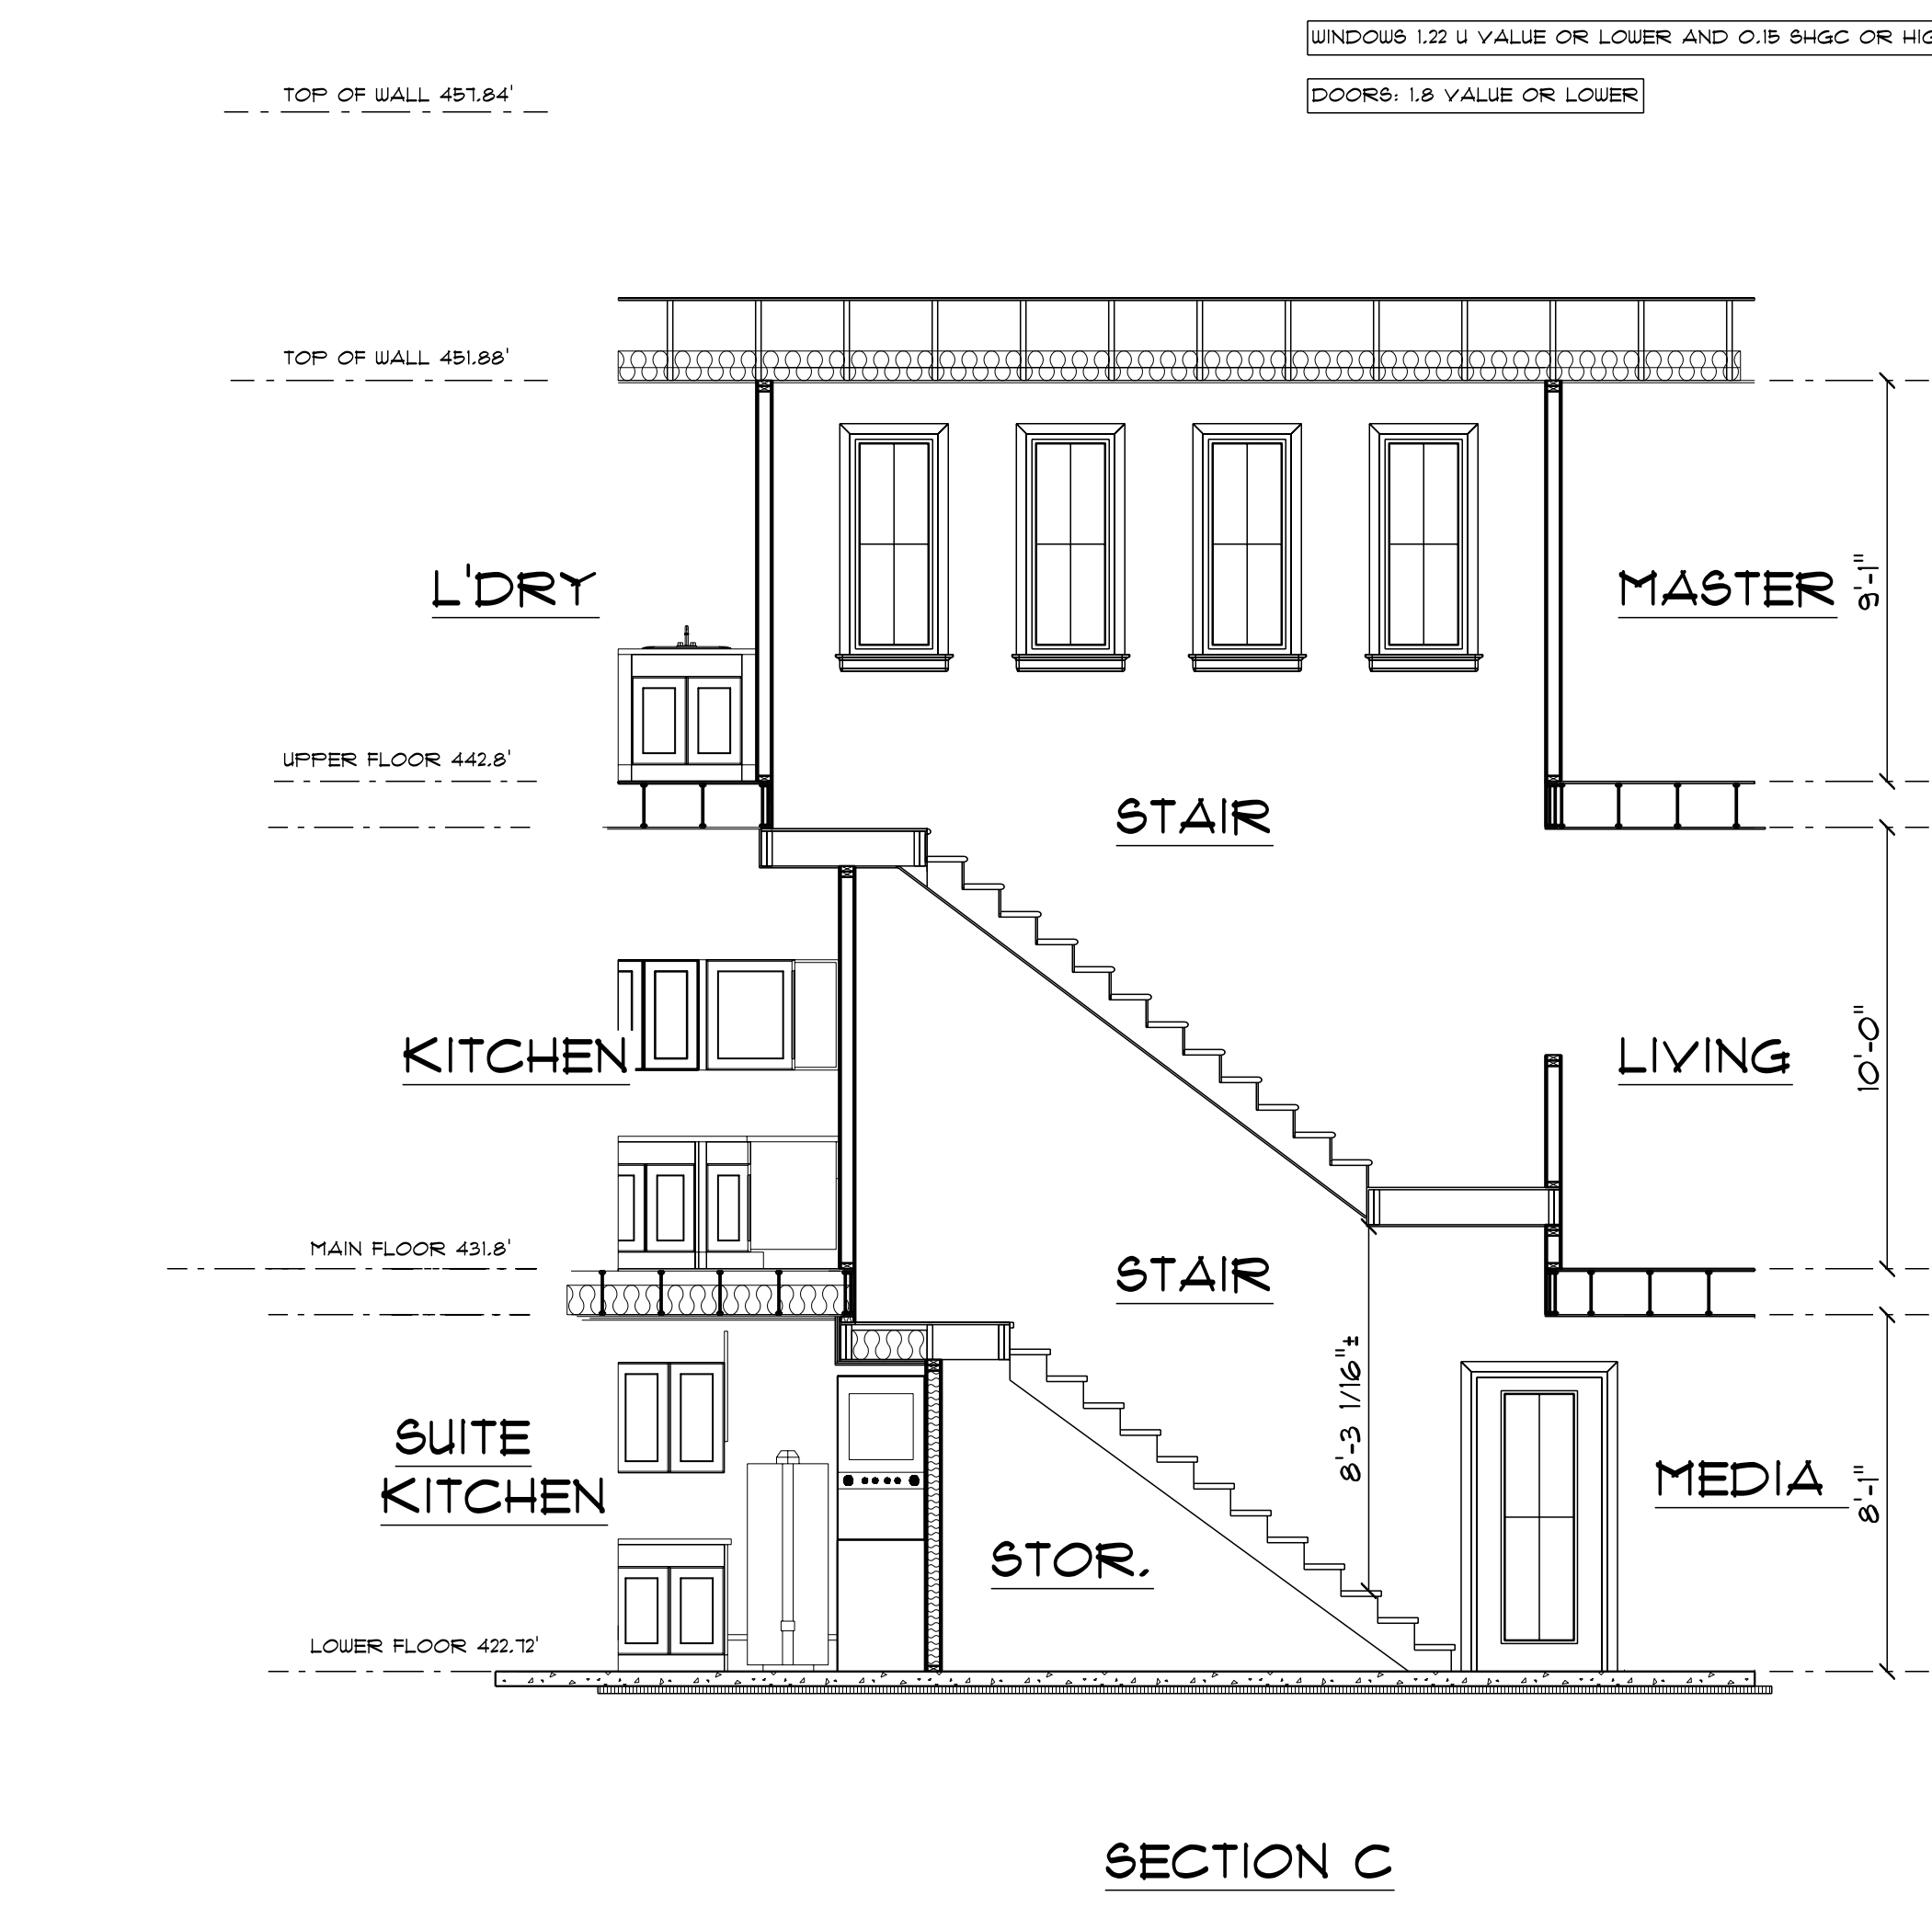 WINDOWS 1.22 U VALUE OR LOWER AND 0.15 SHGC OR
TOP OF WALL 457.84'
DOORS: 1.8 VALUE OR LOWER
TOP OF WALL 451.88'
L'DRY
MASTER
9'-1"
UPPER FLOOR 442.8'
STAIR
KITCHEN
LIVING
10'-0"
MAIN FLOOR 431.8'
STAIR
8'-3 1/16"±
SUITE
KITCHEN
MEDIA
8'-1"
STOR.
LOWER FLOOR 422.72'
SECTION C